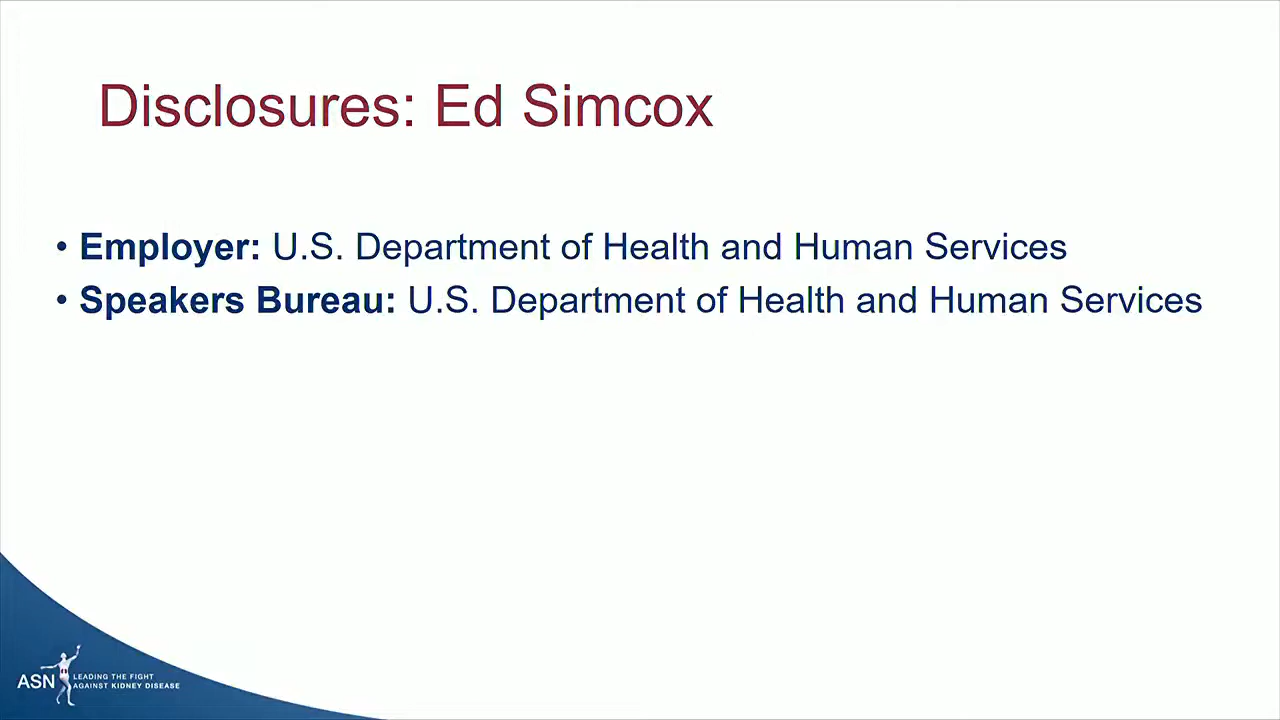 Disclosures: Ed Simcox
• Employer: U.S. Department of Health and Human Services
• Speakers Bureau: U.S. Department of Health and Human Services
ASN
LEADING THE FIGHT
AGAINST KIDNEY DISEASE